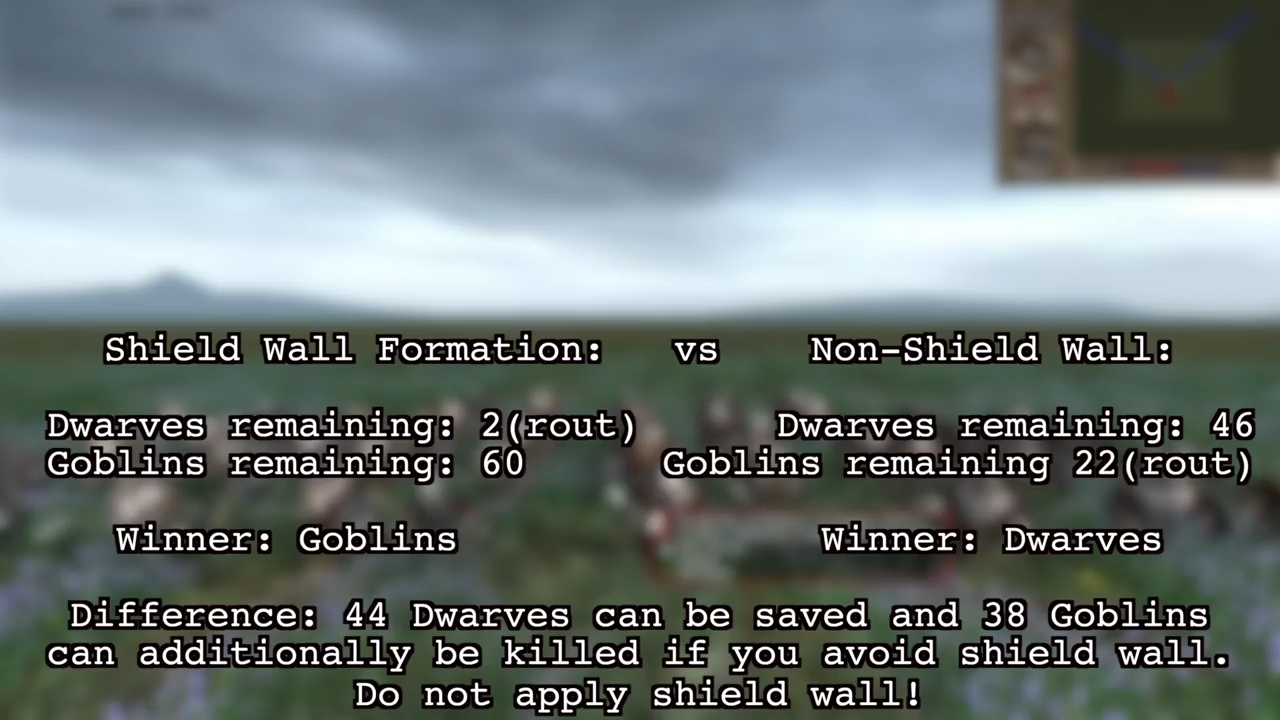 Shield Wall Formation: vs Non-Shield Wall:
Dwarves remaining: 2(rout) Dwarves remaining: 46
Goblins remaining: 60 Goblins remaining 22(rout)
Winner: Goblins Winner: Dwarves
Difference: 44 Dwarves can be saved and 38 Goblins
can additionally be killed if you avoid shield wall.
Do not apply shield wall!